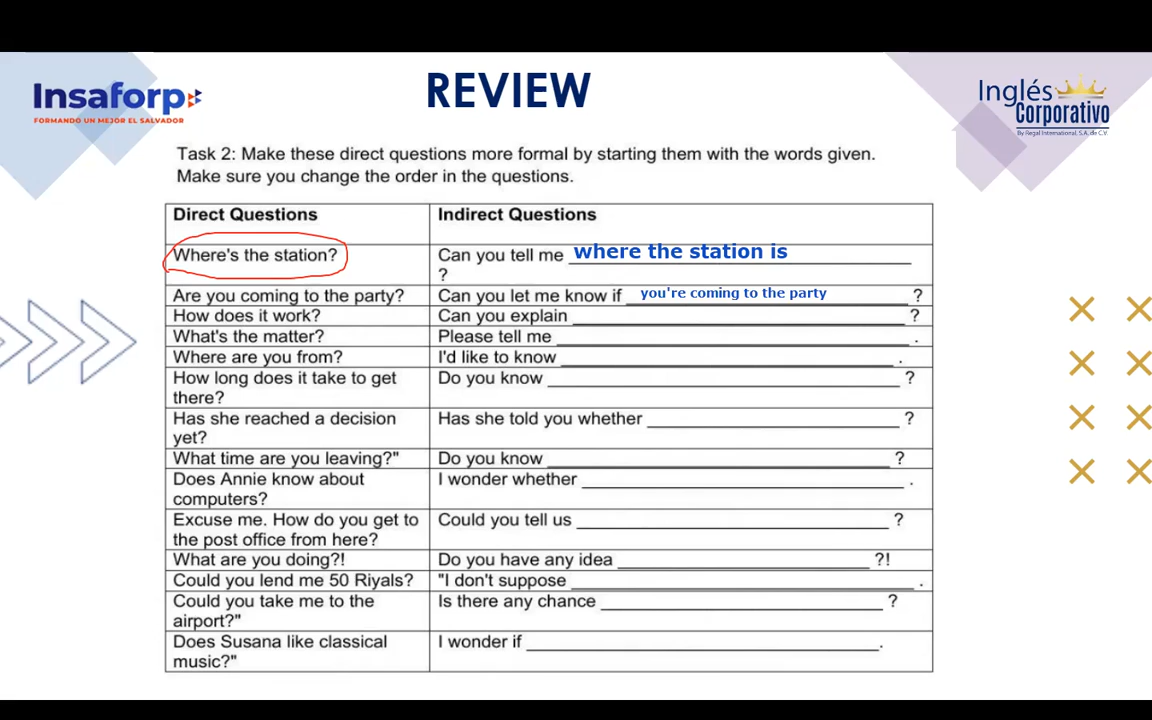 Insaforp
FORMANDO UN MEJOR EL SALVADOR
REVIEW
Inglés
Corporativo
By Regal International, S.A. de C.V.
Task 2: Make these direct questions more formal by starting them with the words given.
Make sure you change the order in the questions.
Direct Questions
Indirect Questions
Where's the station?
Can you tell me where the station is
?
Are you coming to the party?
Can you let me know if you're coming to the party ?
How does it work?
Can you explain ?
What's the matter?
Please tell me .
Where are you from?
I'd like to know .
How long does it take to get
there?
Do you know ?
Has she reached a decision
yet?
Has she told you whether ?
What time are you leaving?"
Do you know ?
Does Annie know about
computers?
I wonder whether .
Excuse me. How do you get to
the post office from here?
Could you tell us ?
What are you doing?!
Do you have any idea ?!
Could you lend me 50 Riyals?
"I don't suppose .
Could you take me to the
airport?"
Is there any chance ?
Does Susana like classical
music?"
I wonder if .